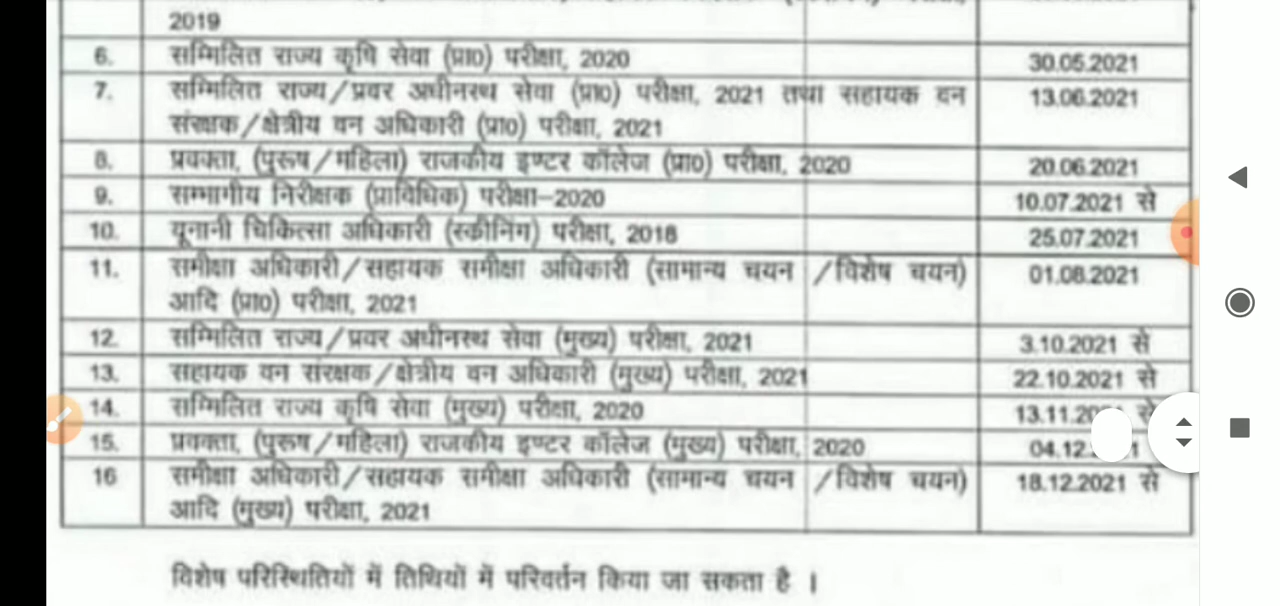 2019
6. सम्मिलित राज्य कृषि सेवा (प्रा0) परीक्षा, 2020 30.05.2021
7. सम्मिलित राज्य/प्रवर अधीनस्थ सेवा (प्रा0) परीक्षा, 2021 तथा सहायक वन 13.06.2021
संरक्षक/क्षेत्रीय वन अधिकारी (प्रा0) परीक्षा, 2021
8. प्रवक्ता, (पुरूष/महिला) राजकीय इण्टर कॉलेज (प्रा0) परीक्षा, 2020 20.06.2021
9. सम्भागीय निरीक्षक (प्राविधिक) परीक्षा-2020 10.07.2021 से
10. यूनानी चिकित्सा अधिकारी (स्कीनिंग) परीक्षा, 2018 25.07.2021
11. समीक्षा अधिकारी/सहायक समीक्षा अधिकारी (सामान्य चयन /विशेष चयन) 01.08.2021
आदि (प्रा0) परीक्षा, 2021
12. सम्मिलित राज्य/प्रवर अधीनस्थ सेवा (मुख्य) परीक्षा, 2021 3.10.2021 से
13. सहायक वन संरक्षक/क्षेत्रीय वन अधिकारी (मुख्य) परीक्षा, 2021 22.10.2021 से
14. सम्मिलित राज्य कृषि सेवा (मुख्य) परीक्षा, 2020 13.11.20
15. प्रवक्ता, (पुरूष/महिला) राजकीय इण्टर कॉलेज (मुख्य) परीक्षा, 2020 04.12.
16 समीक्षा अधिकारी/सहायक समीक्षा अधिकारी (सामान्य चयन /विशेष चयन) 18.12.2021 से
आदि (मुख्य) परीक्षा, 2021
विशेष परिस्थितियों में तिथियों में परिवर्तन किया जा सकता है ।